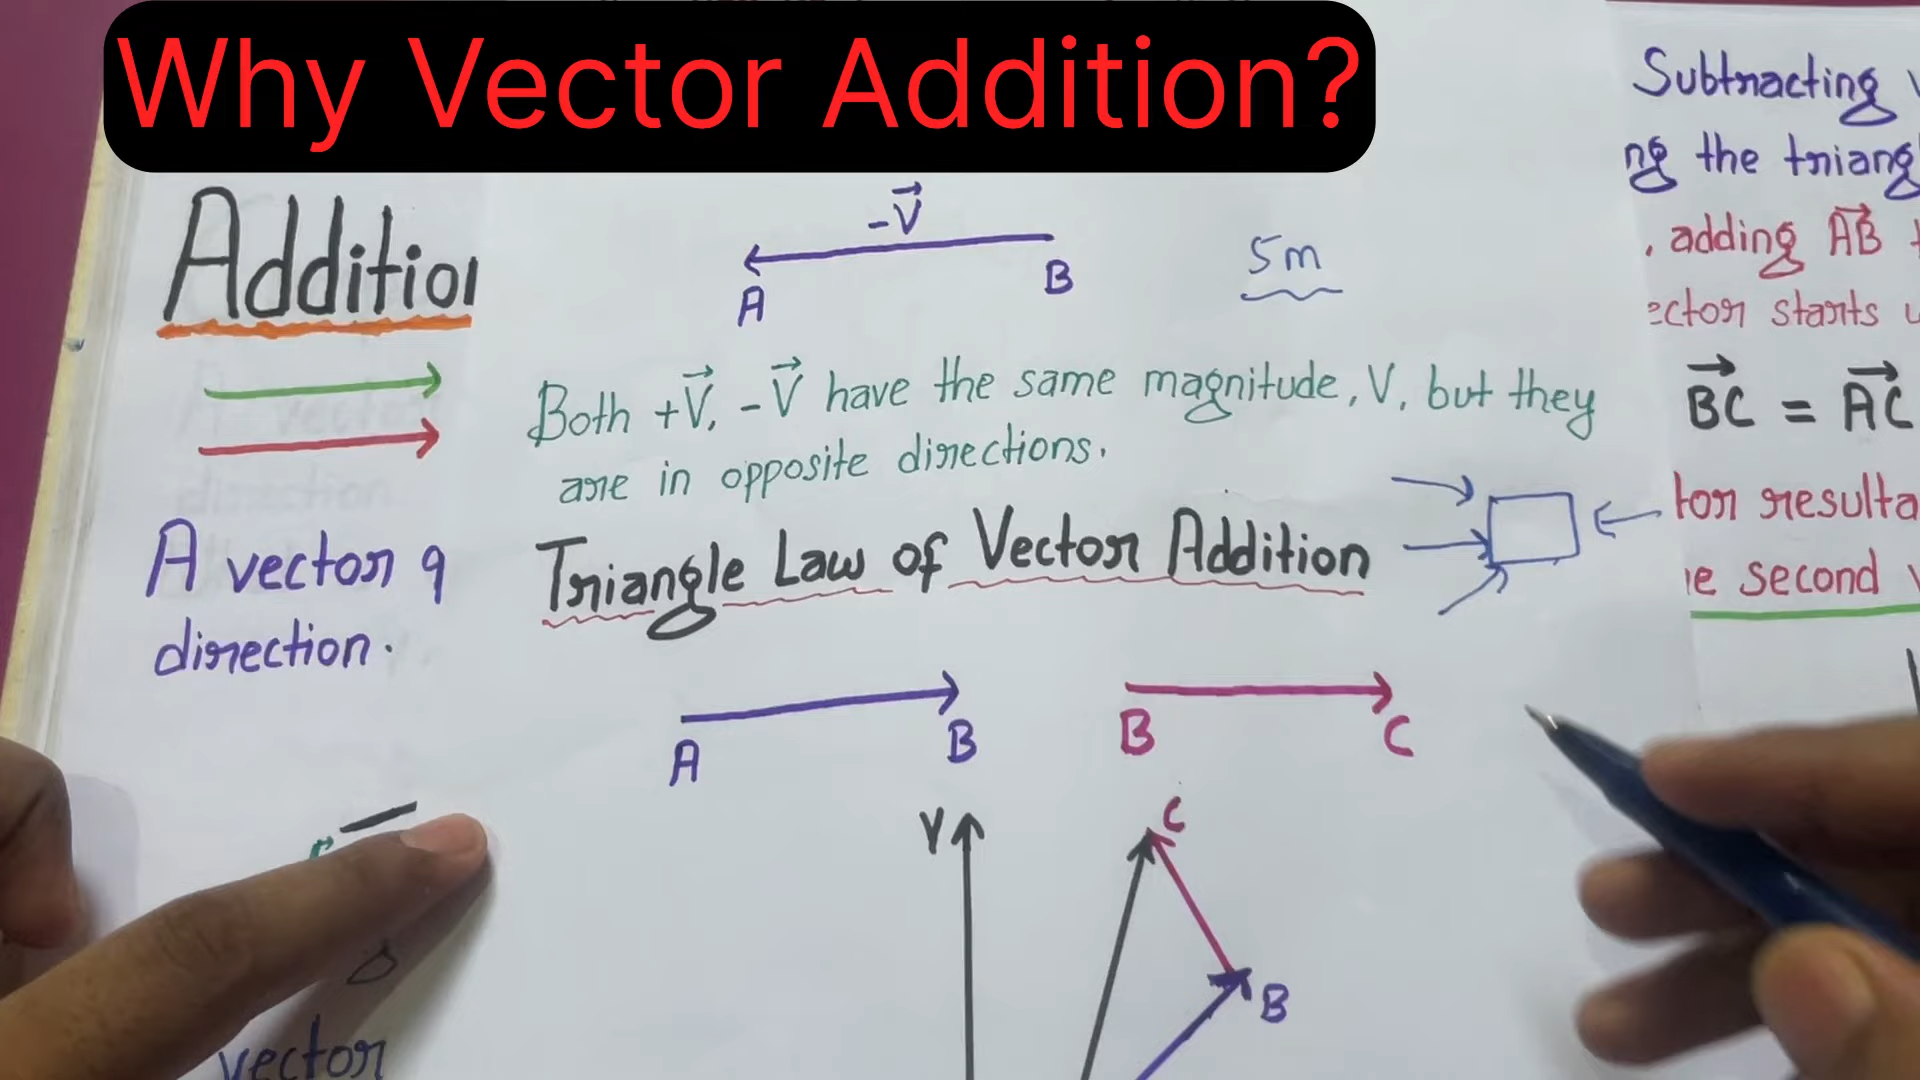 Why Vector Addition?
Addition
A vector q
direction.
vector
-V
A B
5m
Both +V, -V have the same magnitude, V, but they
are in opposite directions.
Triangle Law of Vector Addition
A B
B C
Y
C
B
Subtracting
ng the triang
, adding AB
ector starts
BC = AC
tor resulta
e second